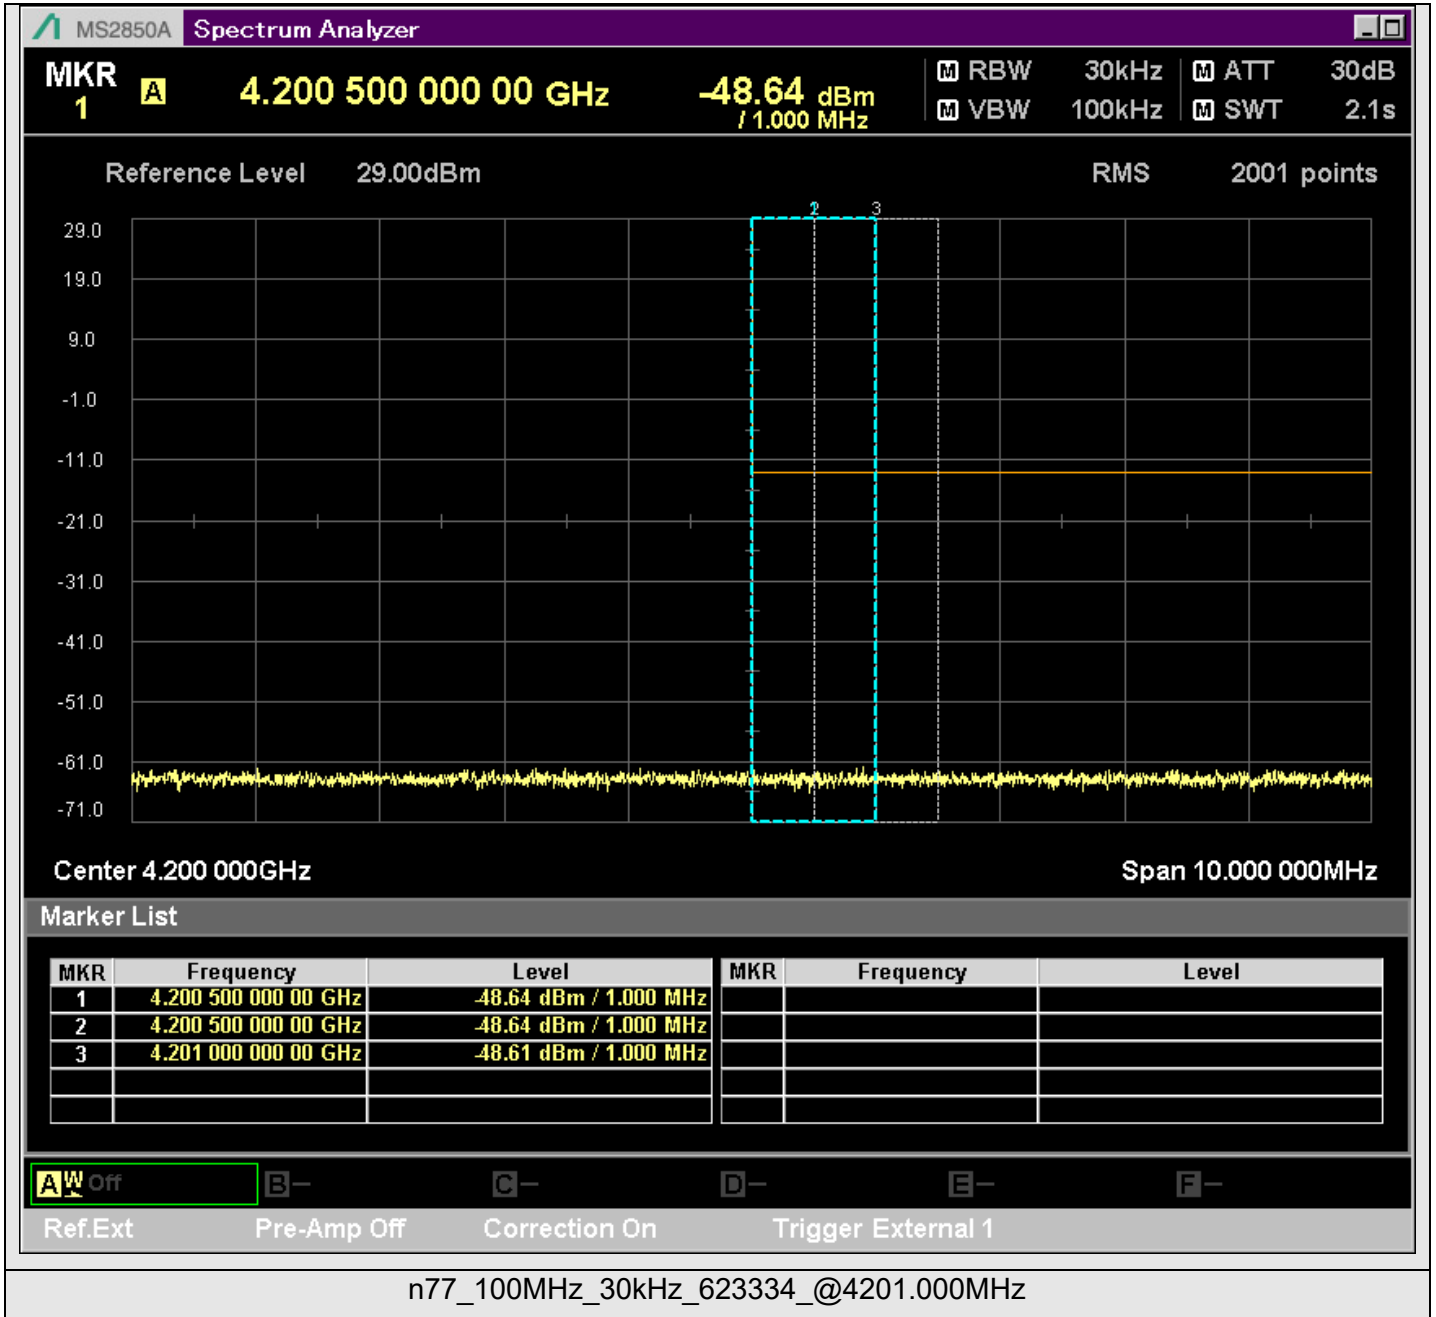 MS2850A Spectrum Analyzer
MKR 1 A 4.200 500 000 00 GHz -48.64 dBm / 1.000 MHz
M RBW 30kHz M ATT 30dB
M VBW 100kHz M SWT 2.1s
Reference Level 29.00dBm RMS 2001 points
2 3
29.0
19.0
9.0
-1.0
-11.0
-21.0
-31.0
-41.0
-51.0
-61.0
-71.0
Center 4.200 000GHz Span 10.000 000MHz
Marker List
MKR Frequency Level MKR Frequency Level
1 4.200 500 000 00 GHz -48.64 dBm / 1.000 MHz
2 4.200 500 000 00 GHz -48.64 dBm / 1.000 MHz
3 4.201 000 000 00 GHz -48.61 dBm / 1.000 MHz
A W Off B — C — D — E — F —
Ref.Ext Pre-Amp Off Correction On Trigger External 1
n77_100MHz_30kHz_623334_@4201.000MHz